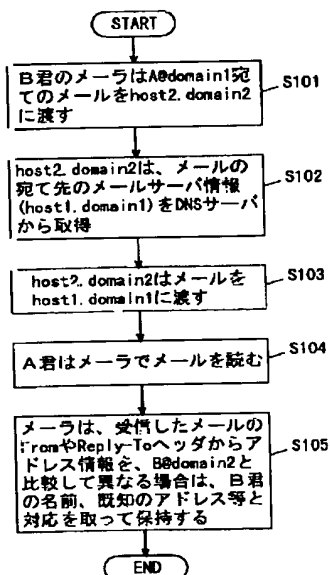 START
B君のメーラはA@domain1宛
てのメールをhost2.domain2
に渡す
S101
host2.domain2は、メールの
宛て先のメールサーバ情報
(host1.domain1)をDNSサーバ
から取得
S102
host2.domain2はメールを
host1.domain1に渡す
S103
A君はメーラでメールを読む
S104
メーラは、受信したメールの
FromやReply-Toヘッダからア
ドレス情報を、B@domain2と
比較して異なる場合は、B君
の名前、既知のアドレス等と
対応を取って保持する
S105
END